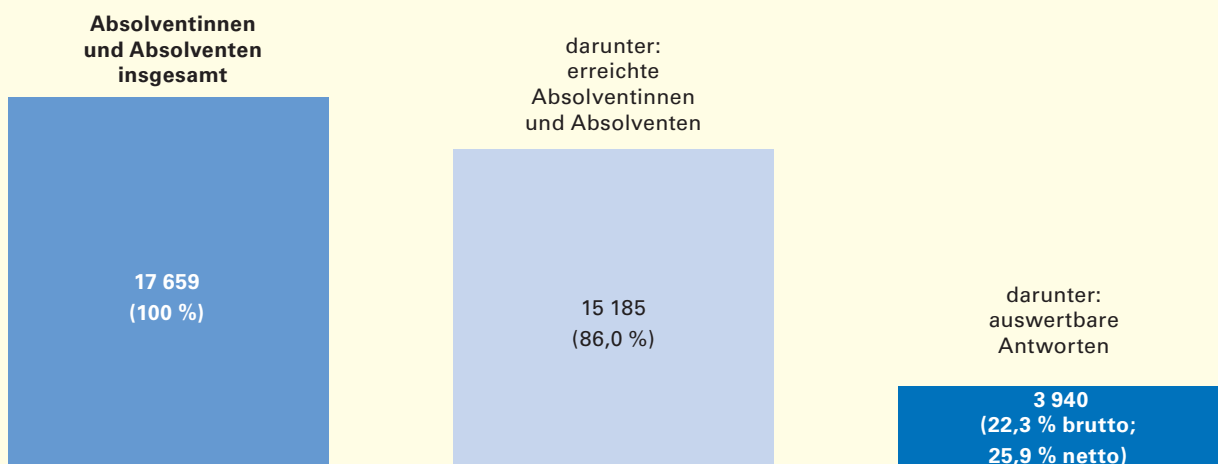 Absolventinnen
und Absolventen
insgesamt
17 659
(100 %)
darunter:
erreichte
Absolventinnen
und Absolventen
15 185
(86,0 %)
darunter:
auswertbare
Antworten
3 940
(22,3 % brutto;
25,9 % netto)